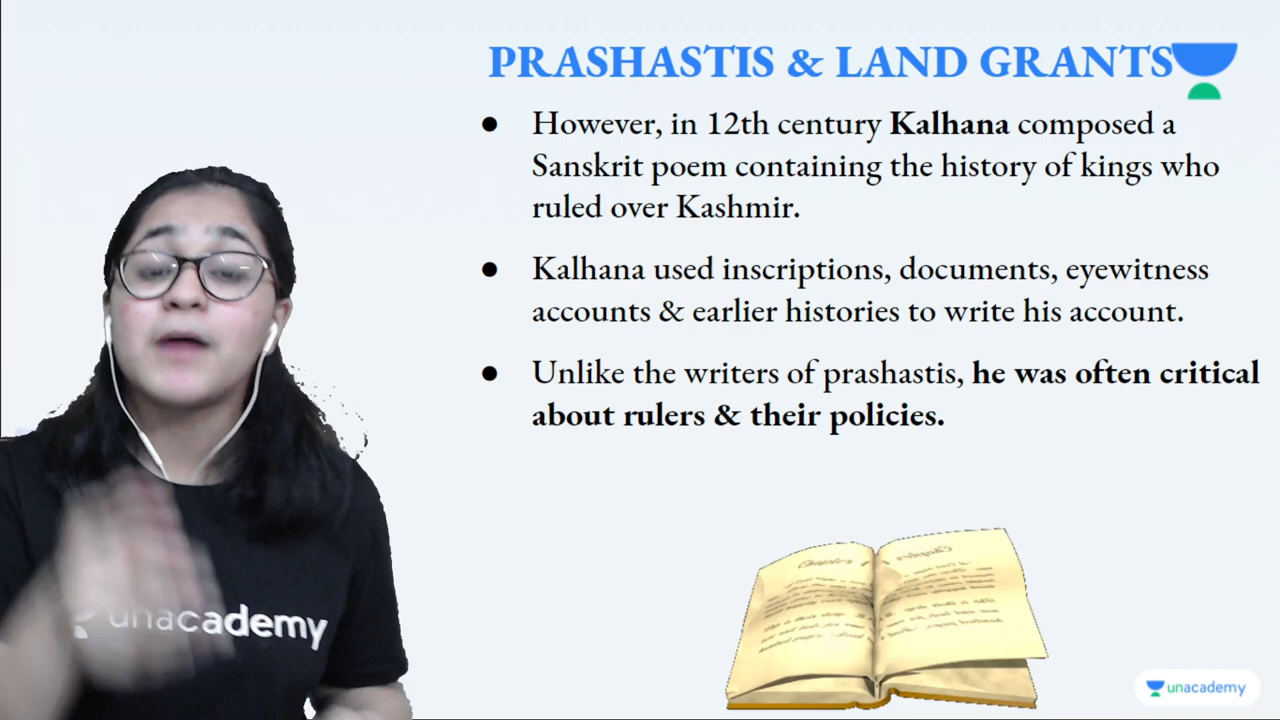 PRASHASTIS & LAND GRANTS
● However, in 12th century Kalhana composed a
Sanskrit poem containing the history of kings who
ruled over Kashmir.
● Kalhana used inscriptions, documents, eyewitness
accounts & earlier histories to write his account.
● Unlike the writers of prashastis, he was often critical
about rulers & their policies.
unacademy
Chapter
Chapter
unacademy